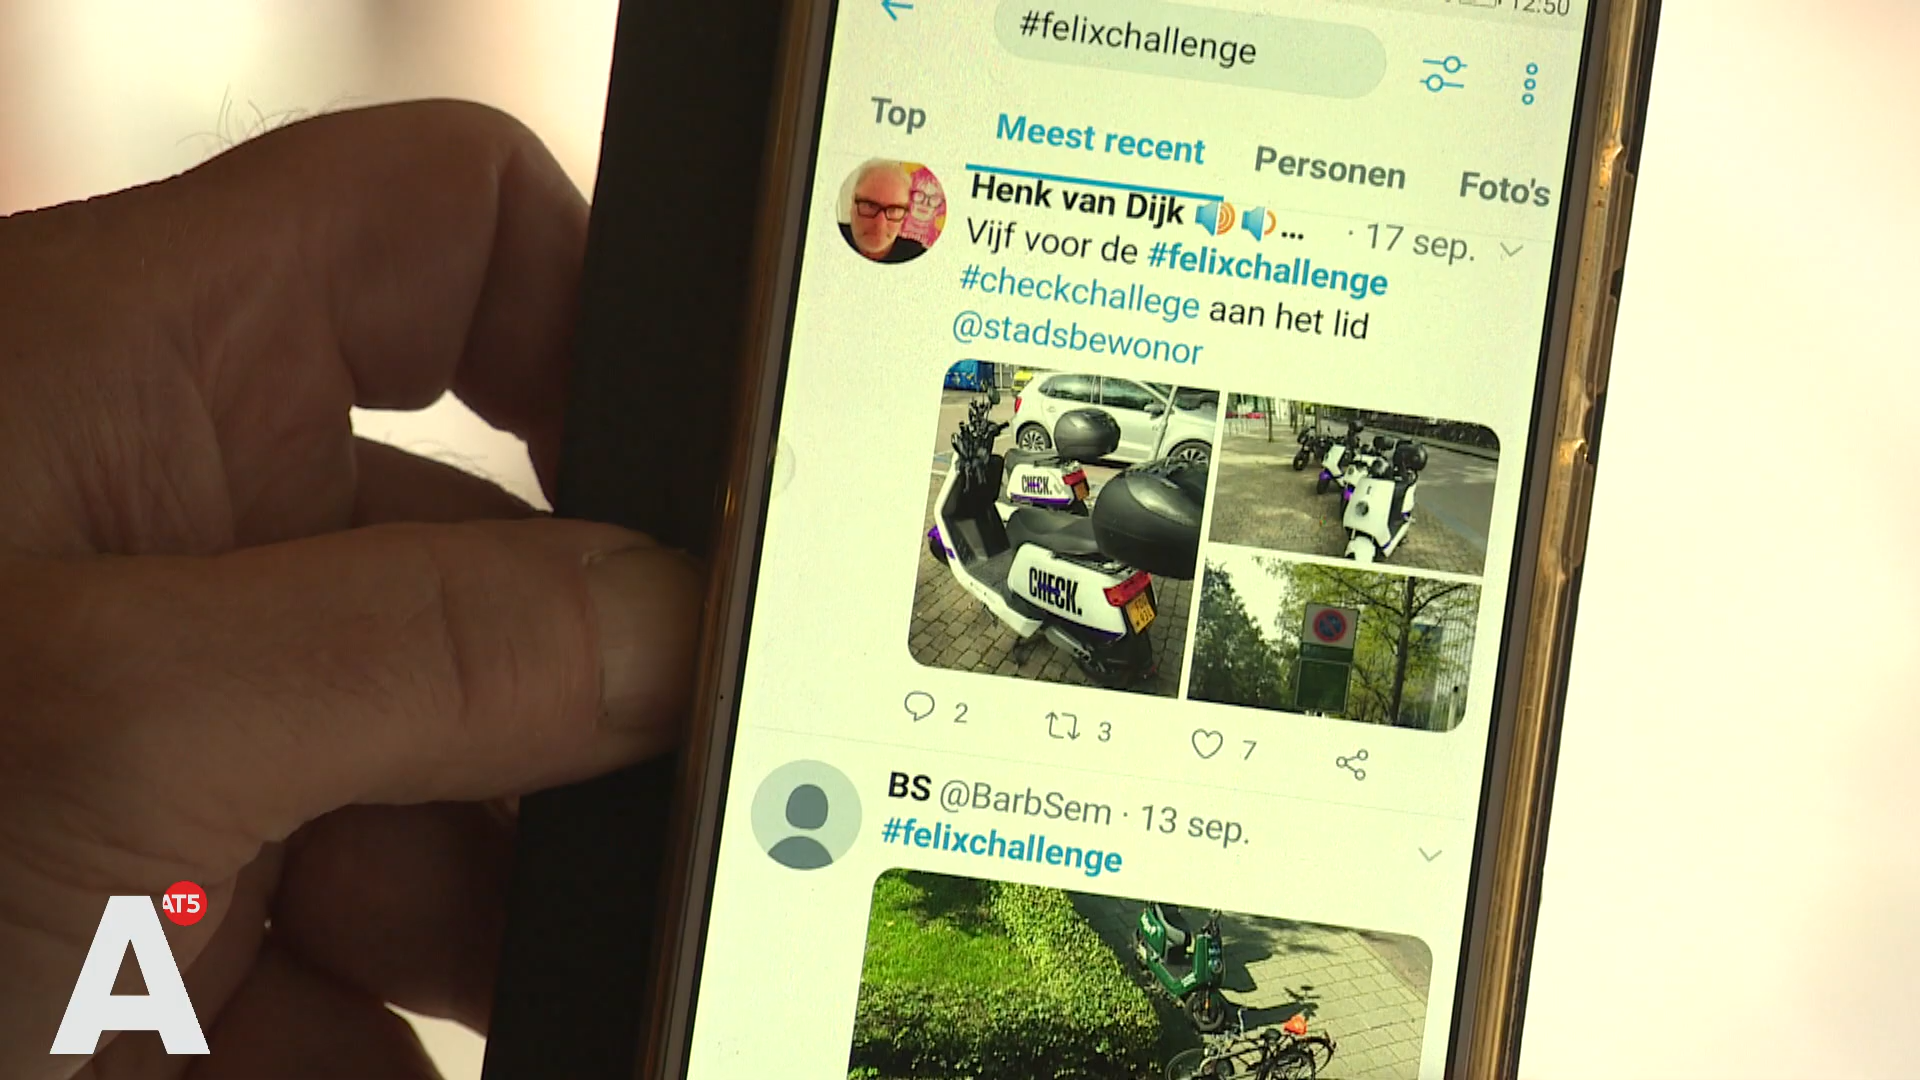 12:50
#felixchallenge
Top Meest recent Personen Foto's
Henk van Dijk 🔊 🔉... · 17 sep.
Vijf voor de #felixchallenge
#checkchallege aan het lid
@stadsbewonor
CHECK.
CHECK.
2 3 7
BS @BarbSem · 13 sep.
#felixchallenge
A AT5